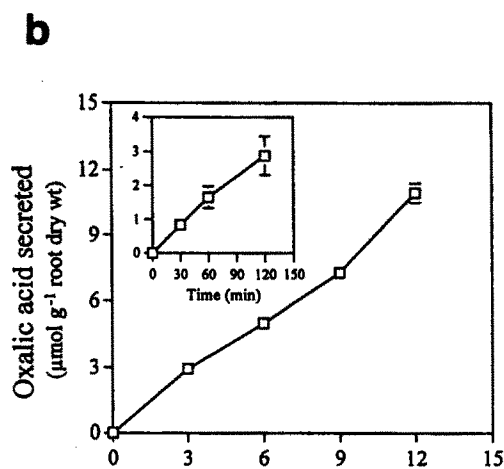 b
15
12
9
6
3
0
Oxalic acid secreted
(μmol g⁻¹ root dry wt)
4
3
2
1
0
0 30 60 90 120 150
Time (min)
0 3 6 9 12 15